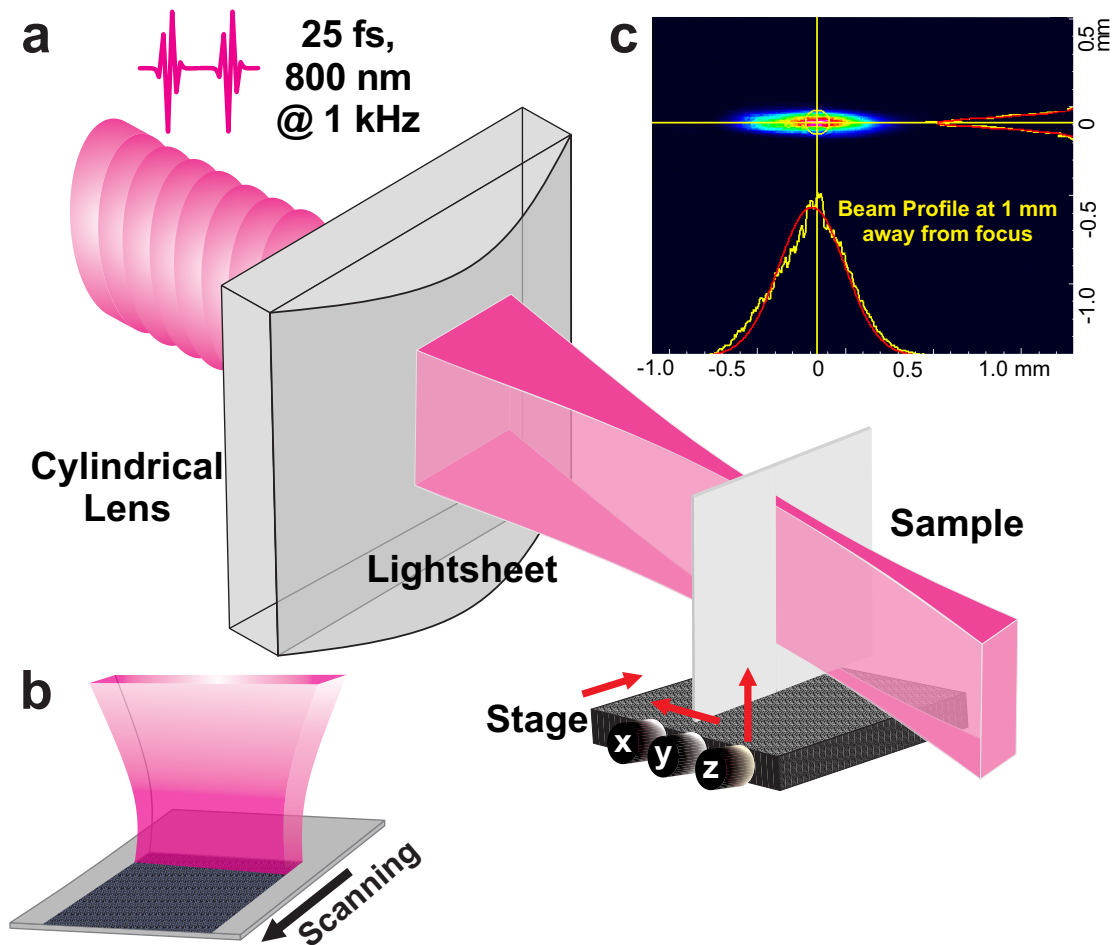 a
25 fs,
800 nm
@ 1 kHz
Cylindrical
Lens
Lightsheet
Sample
Stage
x
y
z
b
Scanning
c
Beam Profile at 1 mm
away from focus
0.5
mm
0
-0.5
-1.0
-1.0
-0.5
0
0.5
1.0 mm